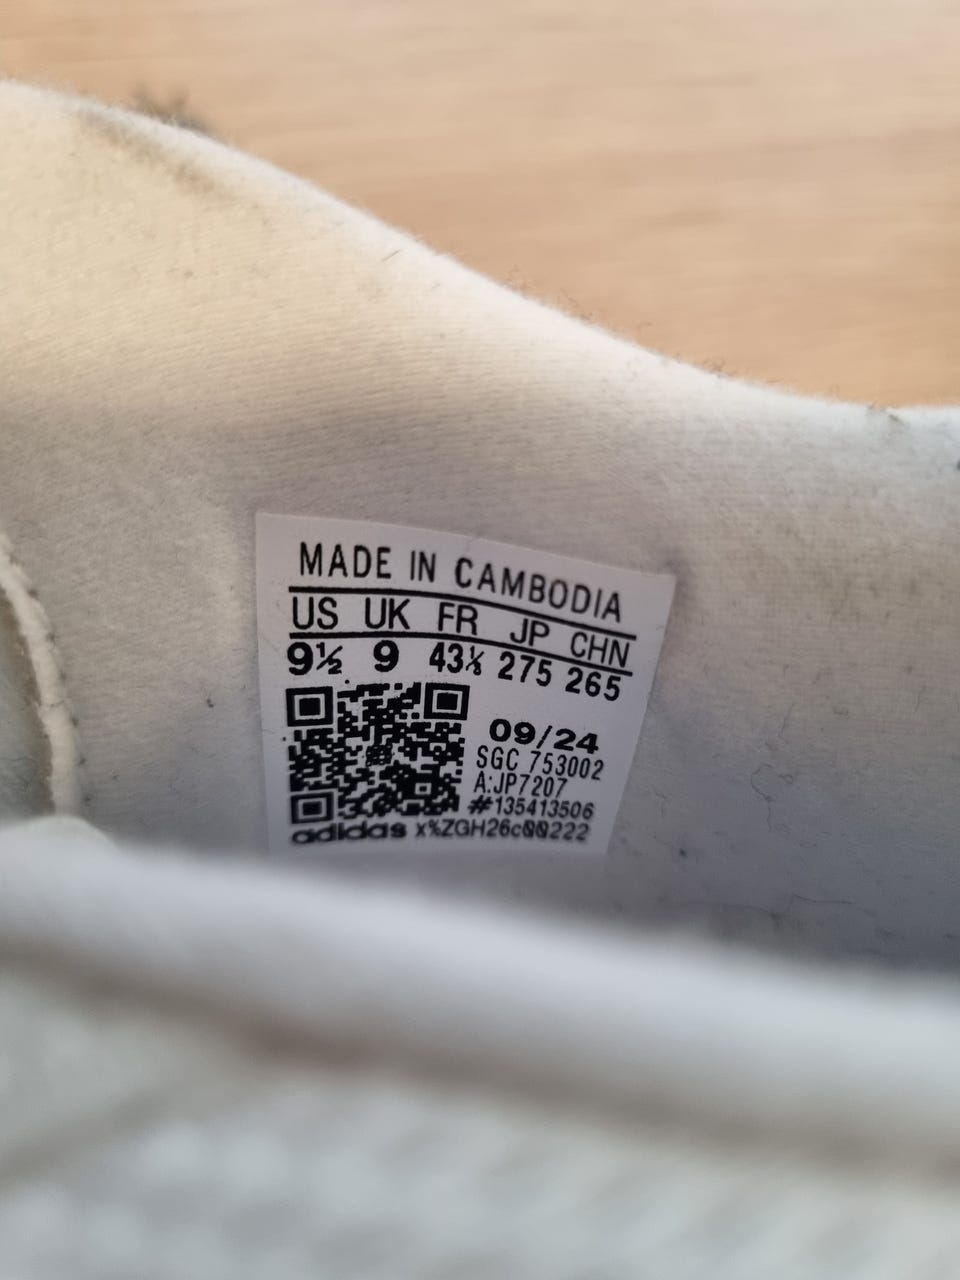 MADE IN CAMBODIA
US UK FR JP CHN
9½ 9 43⅓ 275 265
09/24
SGC 753002
A:JP7207
#135413506
adidas x%ZGH26c00222